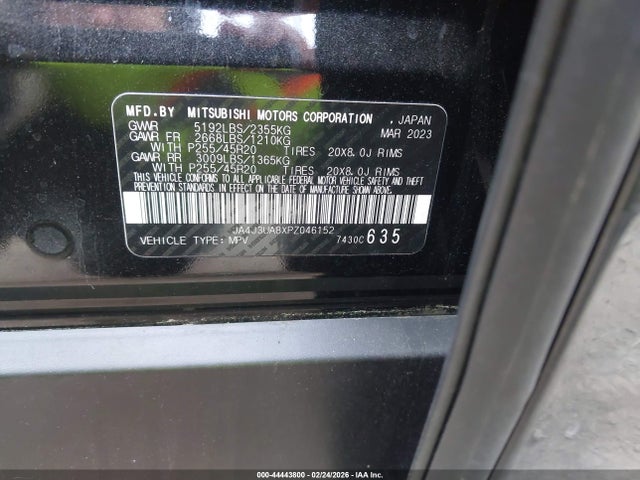 MFD.BY MITSUBISHI MOTORS CORPORATION , JAPAN
GVWR 5192LBS/2355KG MAR 2023
GAWR FR 2668LBS/1210KG
WITH P255/45R20 TIRES 20X8.0J RIMS
GAWR RR 3009LBS/1365KG
WITH P255/45R20 TIRES 20X8.0J RIMS
THIS VEHICLE CONFORMS TO ALL APPLICABLE FEDERAL MOTOR VEHICLE SAFETY AND THEFT
PREVENTION STANDARDS IN EFFECT ON THE DATE OF MANUFACTURE SHOWN ABOVE.
JA4J3UA8XPZ046152
VEHICLE TYPE: MPV 7430C 635
000-44443800 - 02/24/2026 - IAAHoldingsLLC